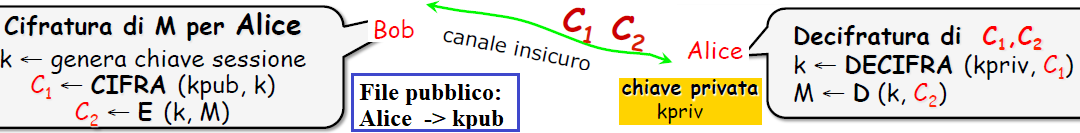 Cifratura di M per Alice
k ← genera chiave sessione
C1 ← CIFRA (kpub, k)
C2 ← E (k, M)
Bob
canale insicuro
C1 C2
Alice
File pubblico:
Alice -> kpub
chiave privata
kpriv
Decifratura di C1,C2
k ← DECIFRA (kpriv, C1)
M ← D (k, C2)